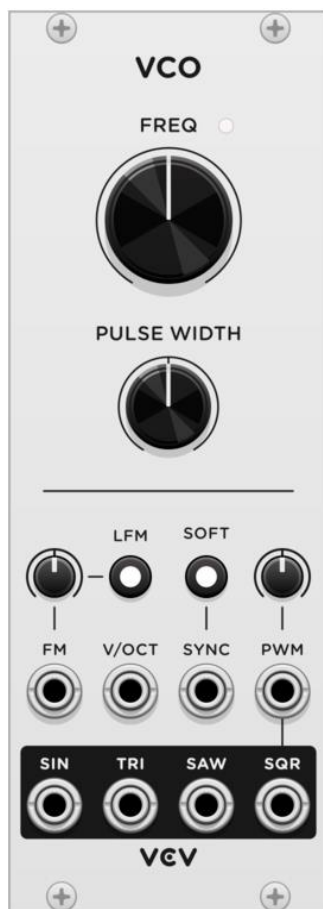 VCO
FREQ
PULSE WIDTH
LFM SOFT
FM V/OCT SYNC PWM
SIN TRI SAW SQR
VCV